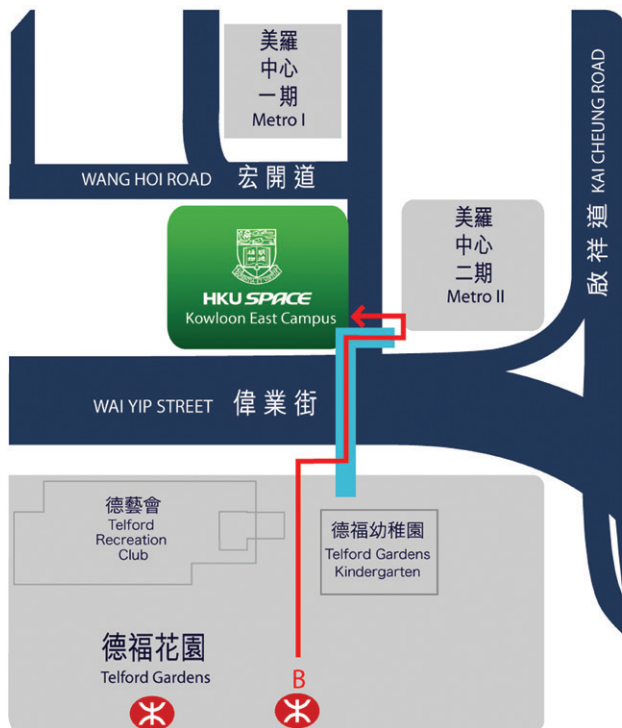 美羅
中心
一期
Metro I
WANG HOI ROAD 宏開道
啟祥道 KAI CHEUNG ROAD
美羅
中心
二期
Metro II
HKU SPACE
Kowloon East Campus
WAI YIP STREET 偉業街
德藝會
Telford
Recreation
Club
德福幼稚園
Telford Gardens
Kindergarten
德福花園
Telford Gardens
B